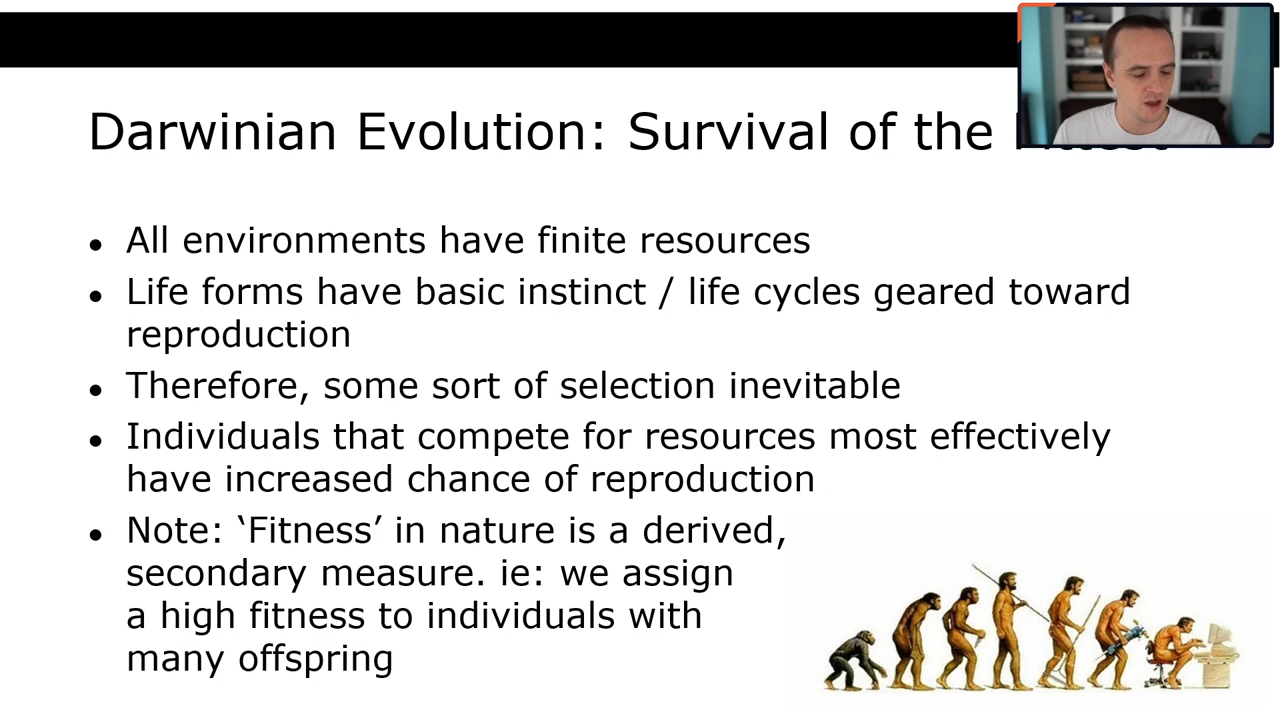 Darwinian Evolution: Survival of the
• All environments have finite resources
• Life forms have basic instinct / life cycles geared toward
reproduction
• Therefore, some sort of selection inevitable
• Individuals that compete for resources most effectively
have increased chance of reproduction
• Note: ‘Fitness’ in nature is a derived,
secondary measure. ie: we assign
a high fitness to individuals with
many offspring